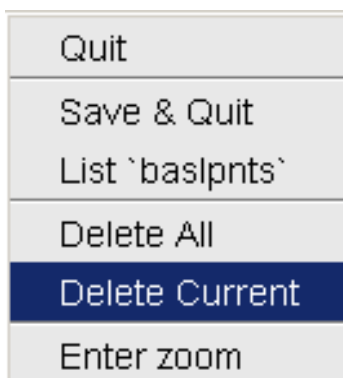 Quit
Save & Quit
List `baslpnts`
Delete All
Delete Current
Enter zoom